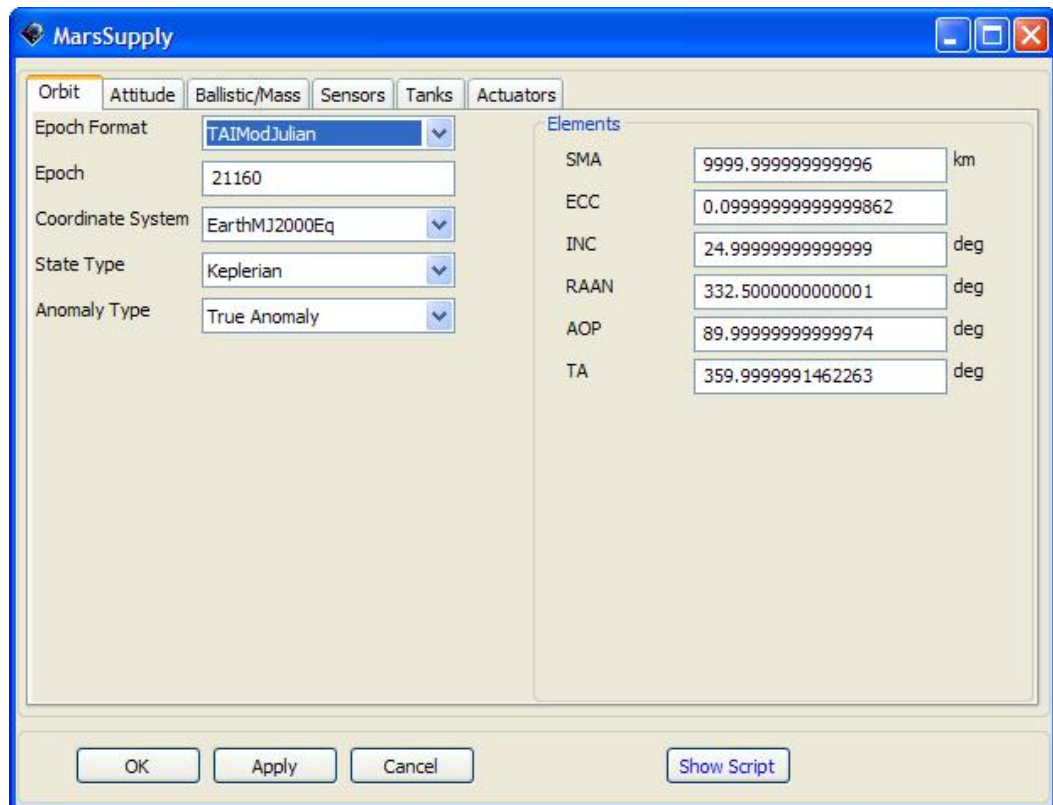 MarsSupply
Orbit Attitude Ballistic/Mass Sensors Tanks Actuators
Epoch Format TAIModJulian
Epoch 21160
Coordinate System EarthMJ2000Eq
State Type Keplerian
Anomaly Type True Anomaly
Elements
SMA 9999.999999999996 km
ECC 0.09999999999999862
INC 24.99999999999999 deg
RAAN 332.5000000000001 deg
AOP 89.99999999999974 deg
TA 359.9999991462263 deg
OK Apply Cancel Show Script